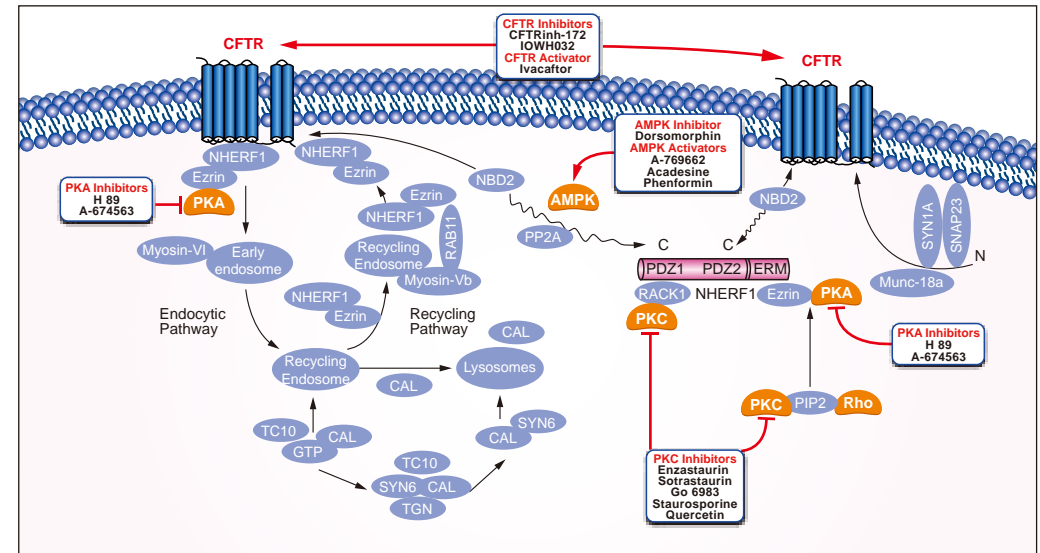 CFTR Inhibitors
CFTRinh-172
IOWH032
CFTR Activator
Ivacaftor
CFTR
CFTR
AMPK Inhibitor
Dorsomorphin
AMPK Activators
A-769662
Acadesine
Phenformin
AMPK
PKA Inhibitors
H 89
A-674563
NHERF1
Ezrin
PKA
NHERF1
Ezrin
NBD2
PP2A
Ezrin
NHERF1
RAB11
Recycling
Endosome
Myosin-Vb
Myosin-VI
Early
endosome
NHERF1
Ezrin
Endocytic
Pathway
Recycling
Pathway
Recycling
Endosome
CAL
CAL
Lysosomes
TC10
CAL
GTP
SYN6
CAL
TC10
SYN6
CAL
TGN
NBD2
C
C
PDZ1
PDZ2
ERM
RACK1
NHERF1
Ezrin
PKA
PKC
SYN1A
SNAP23
N
Munc-18a
PKA Inhibitors
H 89
A-674563
PKC
PIP2
Rho
PKC Inhibitors
Enzastaurin
Sotrastaurin
Go 6983
Staurosporine
Quercetin